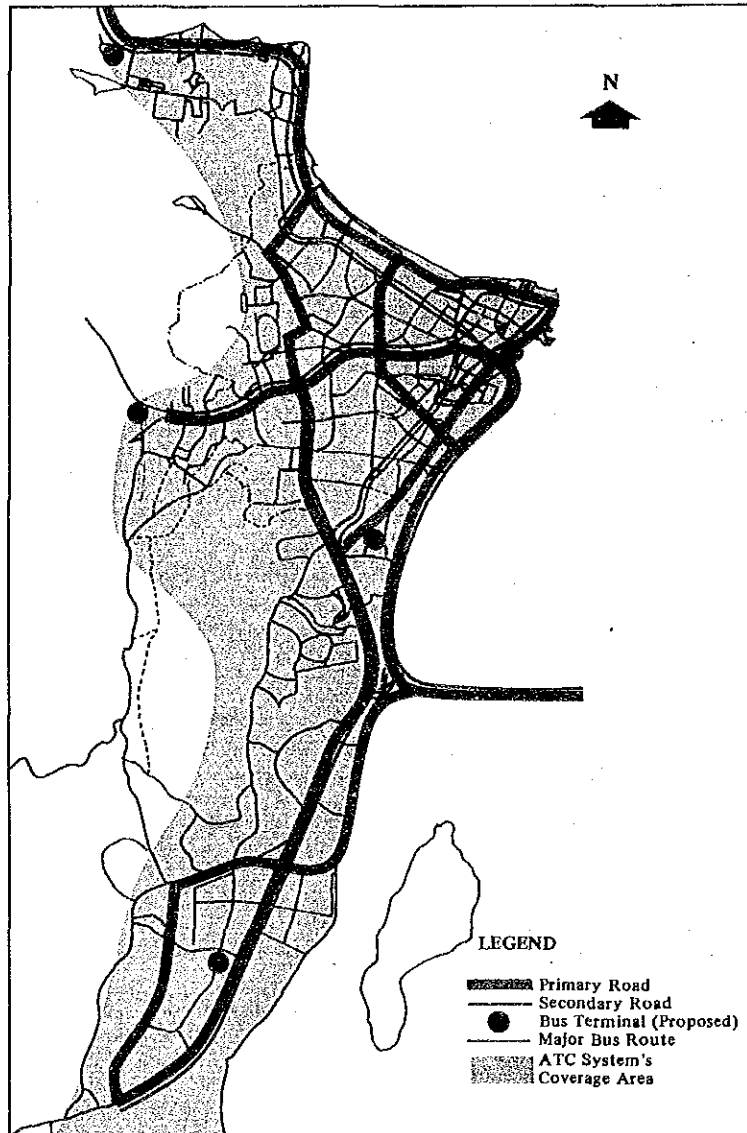 N
LEGEND
Primary Road
Secondary Road
Bus Terminal (Proposed)
Major Bus Route
ATC System's
Coverage Area